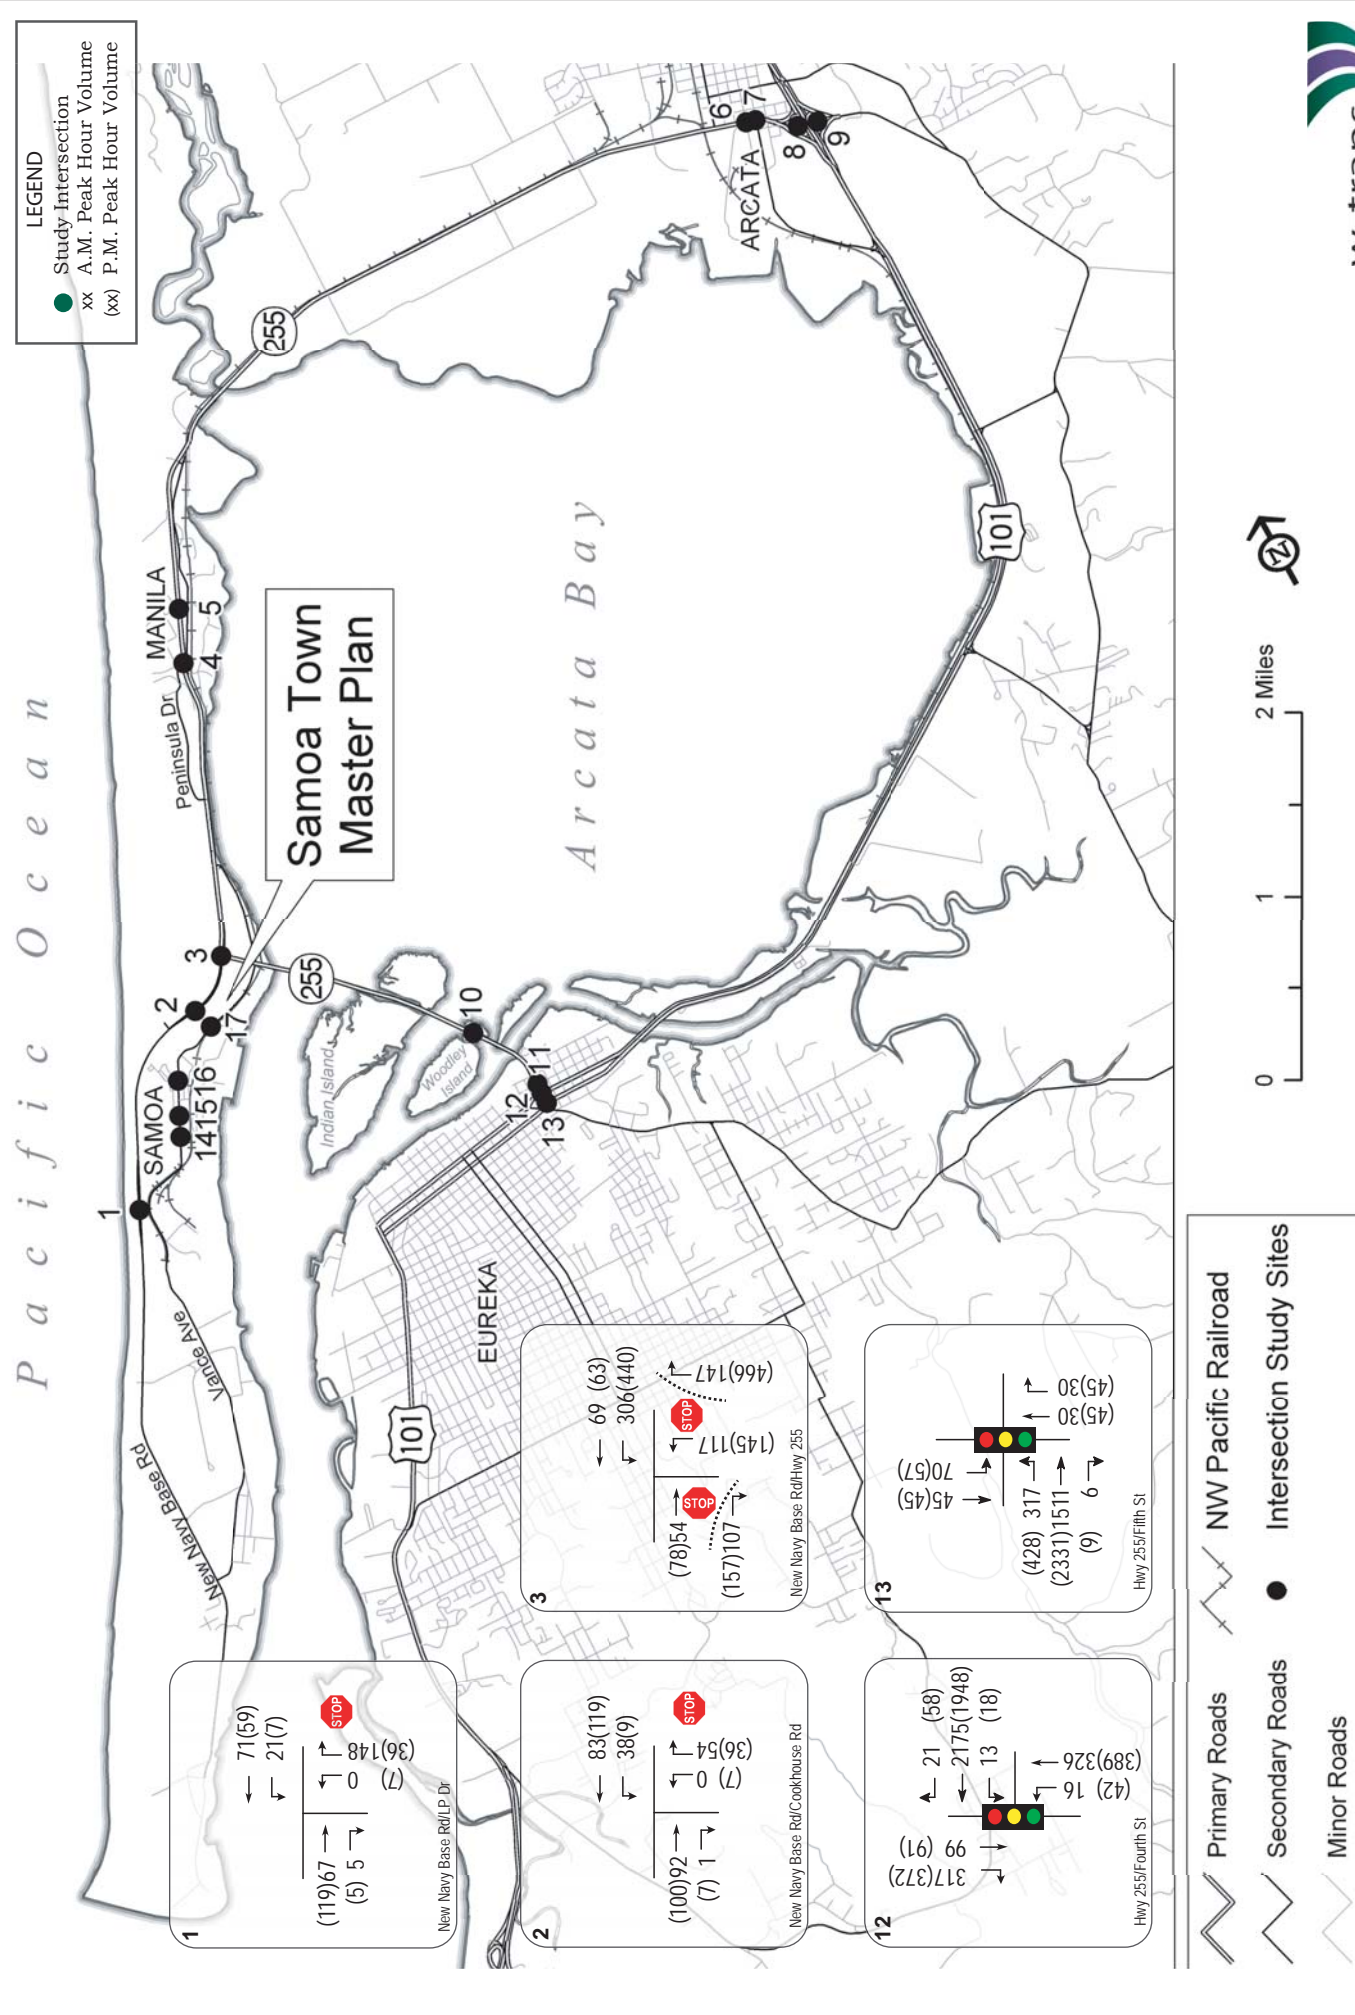 LEGEND
Study Intersection
xx A.M. Peak Hour Volume
(xx) P.M. Peak Hour Volume
Pacific Ocean
Arcata Bay
Samoa Town
Master Plan
MANILA
Peninsula Dr
SAMOA
Vance Ave
New Navy Base Rd
Indian Island
Woodley
Island
EUREKA
ARCATA
255
255
101
101
1
2
3
4
5
6
7
8
9
10
11
12
13
14
15
16
17
1
71(59)
21(7)
(119)67
(5) 5
0 (7)
148(36)
STOP
New Navy Base Rd/LP Dr
2
83(119)
38(9)
(100)92
(7) 1
0 (7)
54(36)
STOP
New Navy Base Rd/Cookhouse Rd
3
69 (63)
306(440)
(78)54
(157)107
117(145)
147(466)
STOP
STOP
New Navy Base Rd/Hwy 255
12
21 (58)
2175(1948)
13 (18)
317(372)
99 (91)
16 (42)
326(389)
Hwy 255/Fourth St
13
45(45)
70(57)
(428) 317
(2331)1511
(9) 6
30(45)
30(45)
Hwy 255/Fifth St
0 1 2 Miles
N
Primary Roads
Secondary Roads
Minor Roads
NW Pacific Railroad
Intersection Study Sites